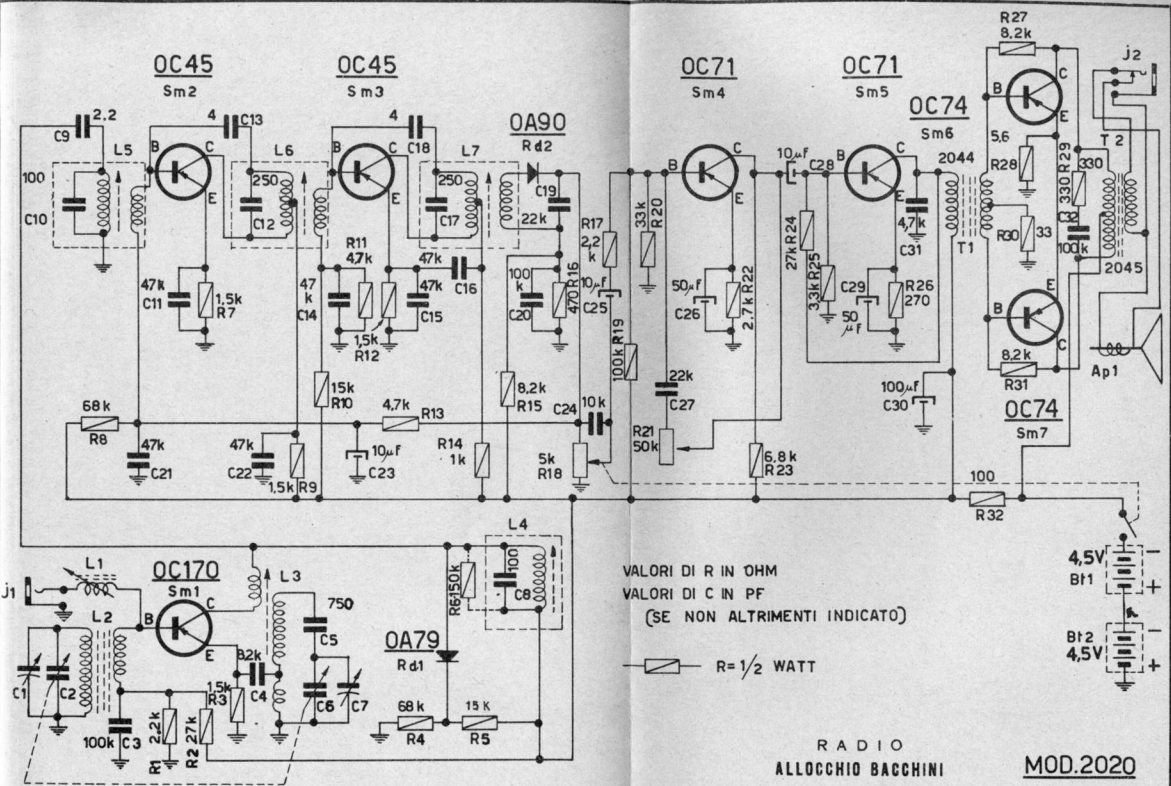 OC45
Sm2
OC45
Sm3
OA90
Rd2
OC71
Sm4
OC71
Sm5
OC74
Sm6
R27
8,2k
j2
C9
2.2
L5
100
C10
B
C
E
4
C13
L6
250
C12
B
C
E
4
C18
L7
250
C17
C19
22k
R17
2,2
k
33k
R20
B
C
E
10µF
C28
B
C
E
4,7k
C31
2044
T1
B
C
E
5,6
R28
R30
33
330
330 R29
C32
100k
T2
2045
47k
C11
1,5k
R7
47
k
C14
R11
4,7k
1,5k
R12
47k
C16
C15
100
k
C20
470 R16
10µF
C25
100k R19
50µF
C26
2.7k R22
27k R24
3,3k R25
C29
50
µF
R26
270
100µF
C30
B
E
C
8,2k
R31
OC74
Sm7
Ap1
68k
R8
47k
C21
47k
C22
1,5k R9
15k
R10
4,7k
R13
10µF
C23
R14
1k
8,2k
R15
C24
10k
5k
R18
22k
C27
R21
50k
6.8k
R23
100
R32
L4
100
C8
R6 150k
4,5V
Bt1
Bt2
4,5V
j1
L1
L2
OC170
Sm1
B
C
E
L3
750
C5
C1
C2
100k C3
R1 2,2k
R2 27k
1,5k
R3
8,2k
C4
C6
C7
OA79
Rd1
68k
R4
15K
R5
VALORI DI R IN OHM
VALORI DI C IN PF
(SE NON ALTRIMENTI INDICATO)
R=1/2 WATT
RADIO
ALLOCCHIO BACCHINI
MOD.2020